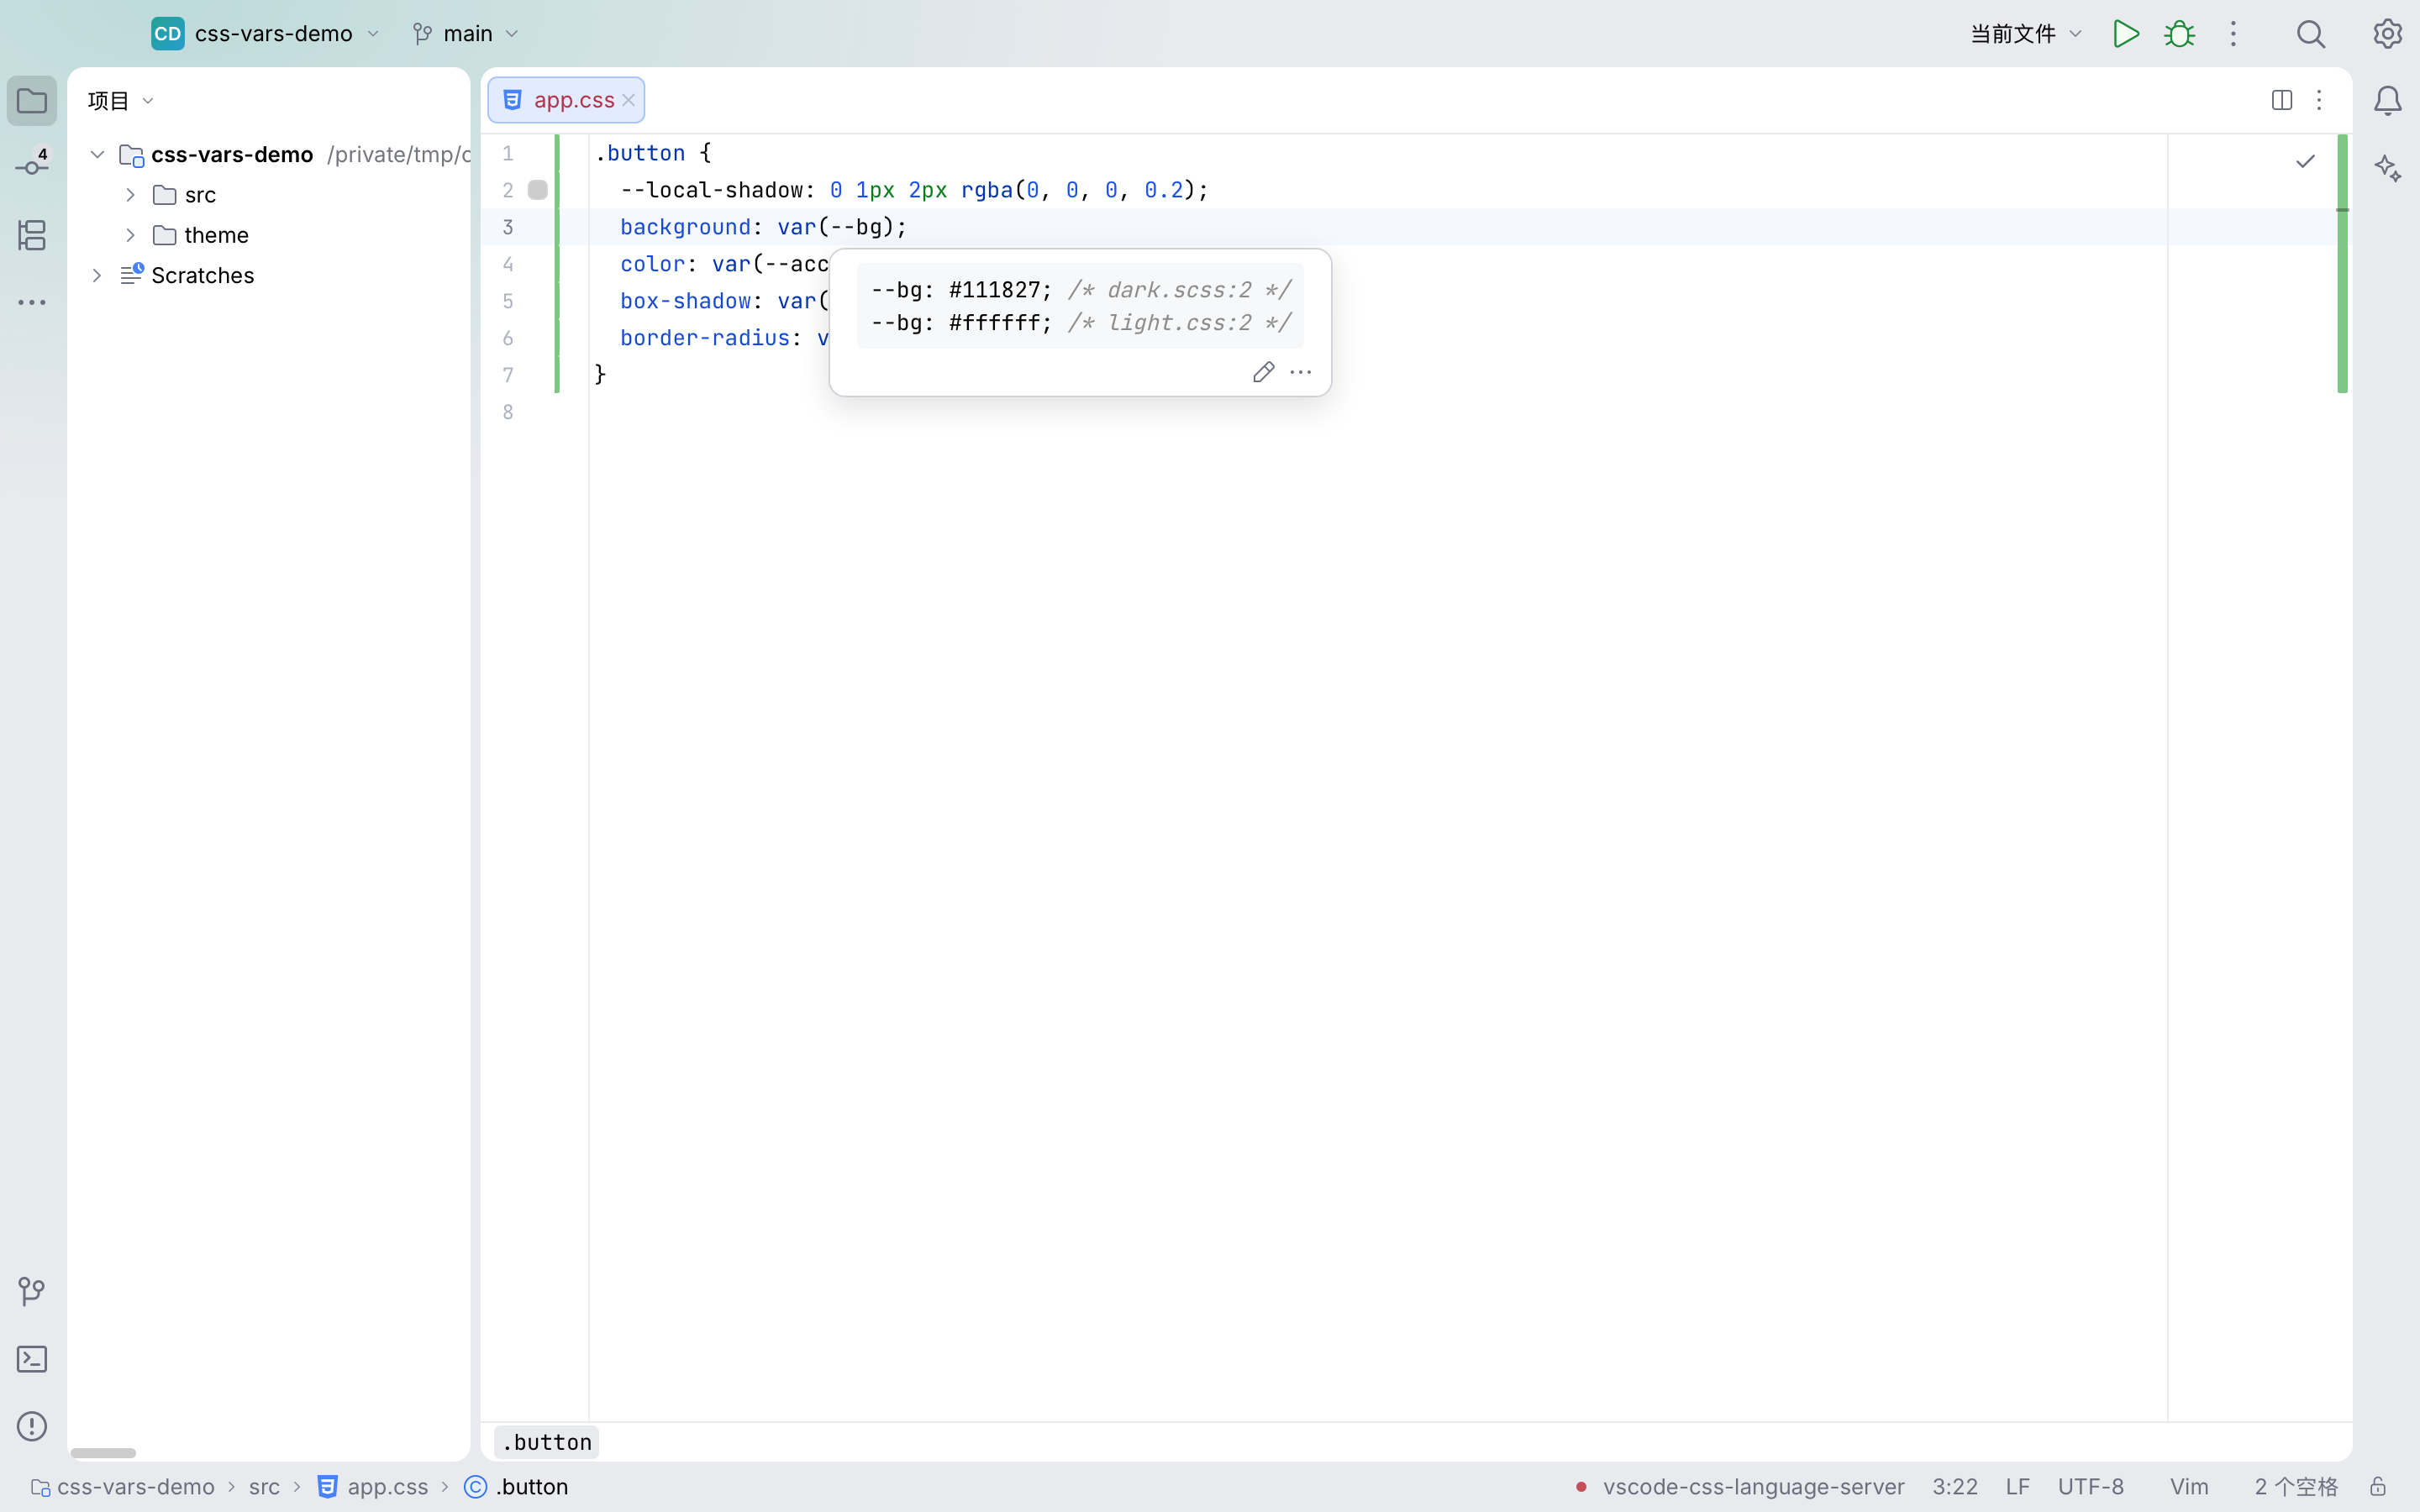 CD css-vars-demo main 当前文件
项目
app.css
4
css-vars-demo /private/tmp/c
src
theme
Scratches
1 .button {
2 --local-shadow: 0 1px 2px rgba(0, 0, 0, 0.2);
3 background: var(--bg);
4 color: var(--acc
5 box-shadow: var(
6 border-radius: v
7 }
8
--bg: #111827; /* dark.scss:2 */
--bg: #ffffff; /* light.css:2 */
.button
css-vars-demo › src › app.css › .button
vscode-css-language-server 3:22 LF UTF-8 Vim 2 个空格